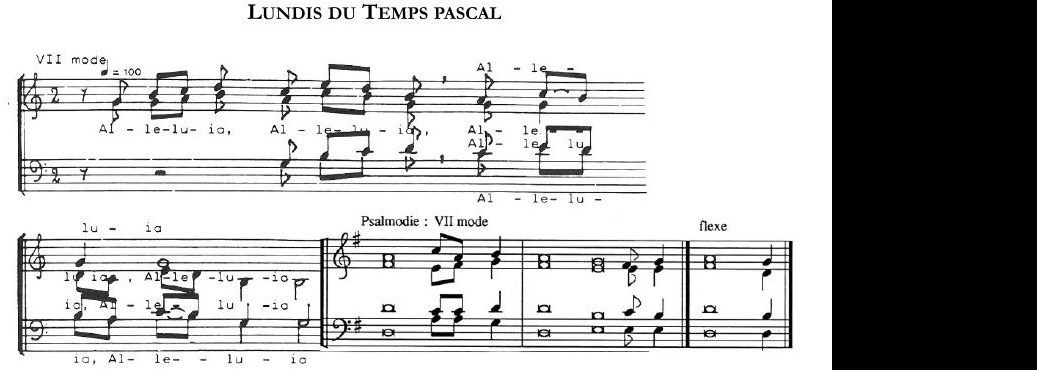 LUNDIS DU TEMPS PASCAL
VII mode
= 100
Al - le -
Al - le-lu- ia, Al - le- lu - ia, Al - le -
Al - le lu
Al - le- lu -
lu - ia
Psalmodie : VII mode
flexe
lu ia , Al-le -lu -ia
ia, Al - le - lu -ia
ia, Al- le- - lu - ia